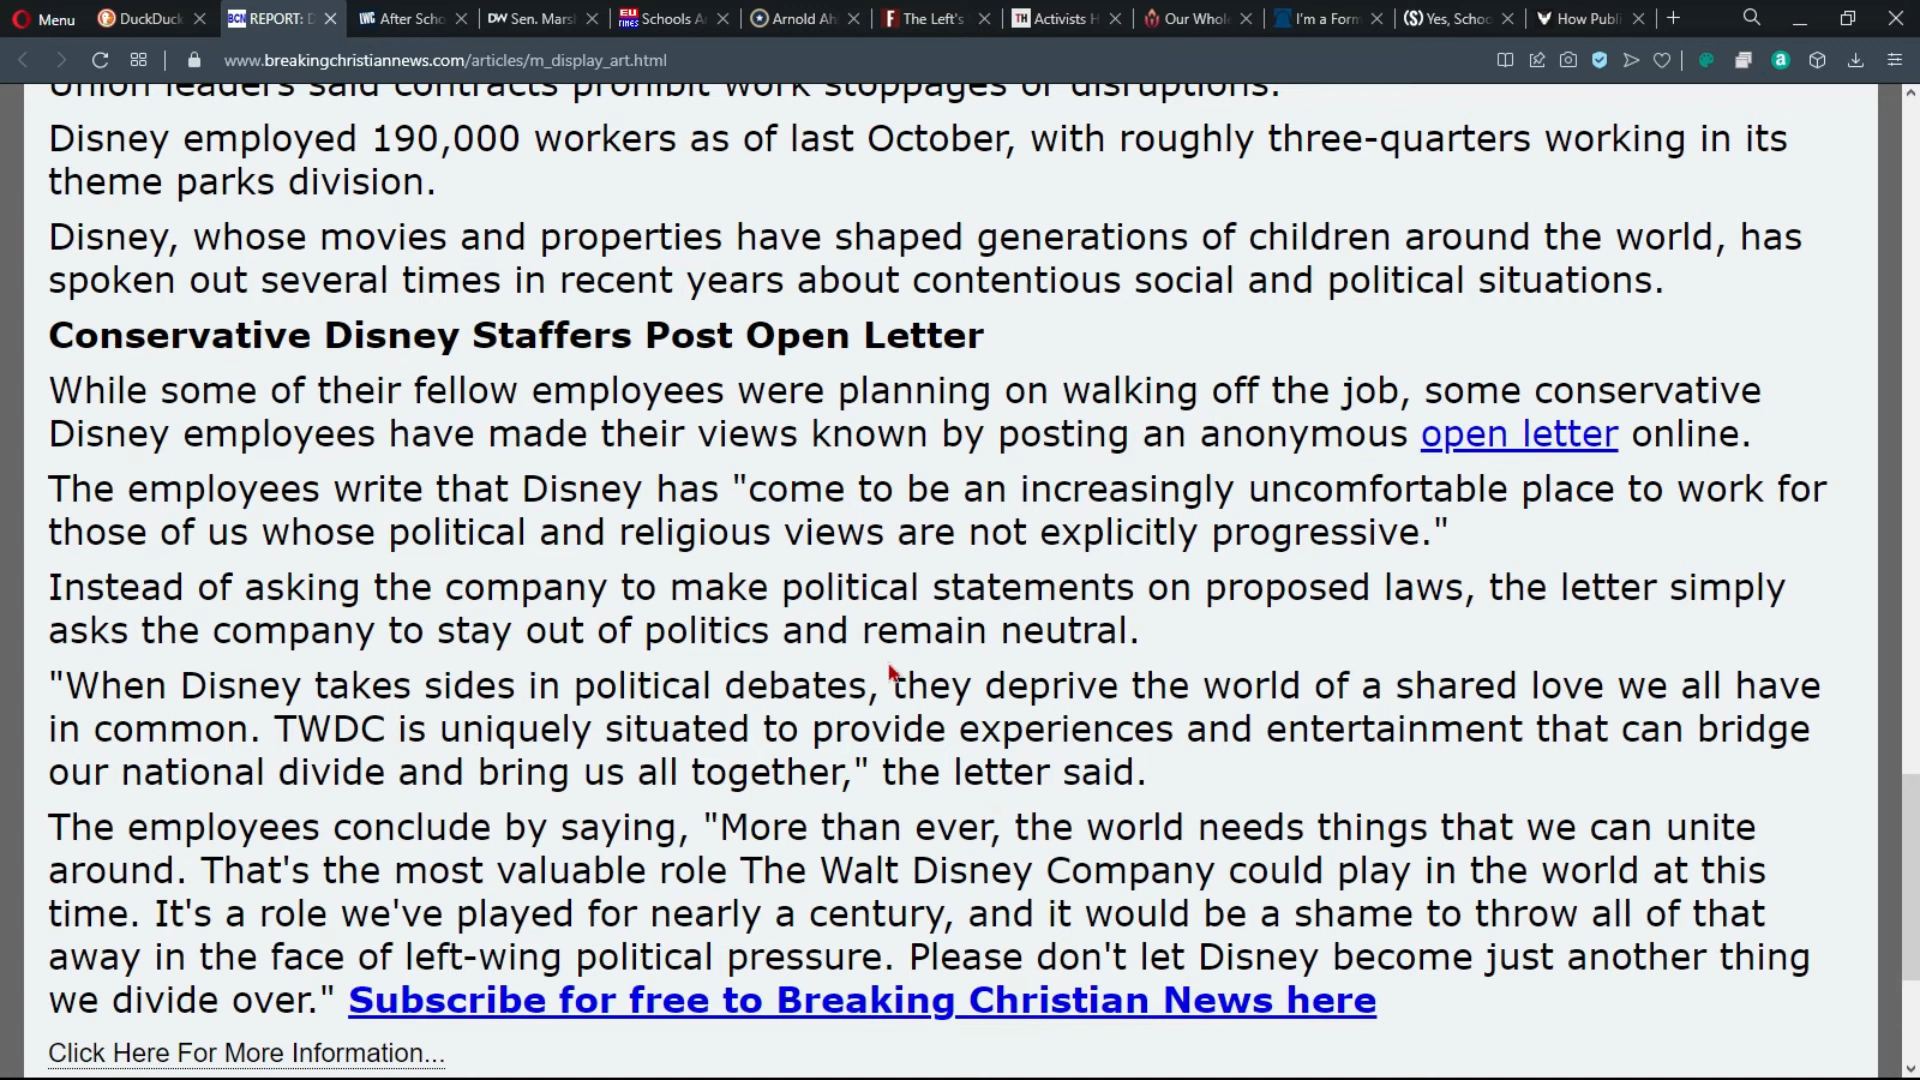 Menu
DuckDuck
BCN REPORT: D
WC After Scho
DW Sen. Mars
EU TIMES Schools A
Arnold Ah
F The Left's
TH Activists H
Our Whol
I'm a Form
(S) Yes, Schoo
How Publi
www.breakingchristiannews.com/articles/m_display_art.html
Union leaders said contracts prohibit work stoppages or disruptions.
Disney employed 190,000 workers as of last October, with roughly three-quarters working in its
theme parks division.
Disney, whose movies and properties have shaped generations of children around the world, has
spoken out several times in recent years about contentious social and political situations.
Conservative Disney Staffers Post Open Letter
While some of their fellow employees were planning on walking off the job, some conservative
Disney employees have made their views known by posting an anonymous open letter online.
The employees write that Disney has "come to be an increasingly uncomfortable place to work for
those of us whose political and religious views are not explicitly progressive."
Instead of asking the company to make political statements on proposed laws, the letter simply
asks the company to stay out of politics and remain neutral.
"When Disney takes sides in political debates, they deprive the world of a shared love we all have
in common. TWDC is uniquely situated to provide experiences and entertainment that can bridge
our national divide and bring us all together," the letter said.
The employees conclude by saying, "More than ever, the world needs things that we can unite
around. That's the most valuable role The Walt Disney Company could play in the world at this
time. It's a role we've played for nearly a century, and it would be a shame to throw all of that
away in the face of left-wing political pressure. Please don't let Disney become just another thing
we divide over." Subscribe for free to Breaking Christian News here
Click Here For More Information...